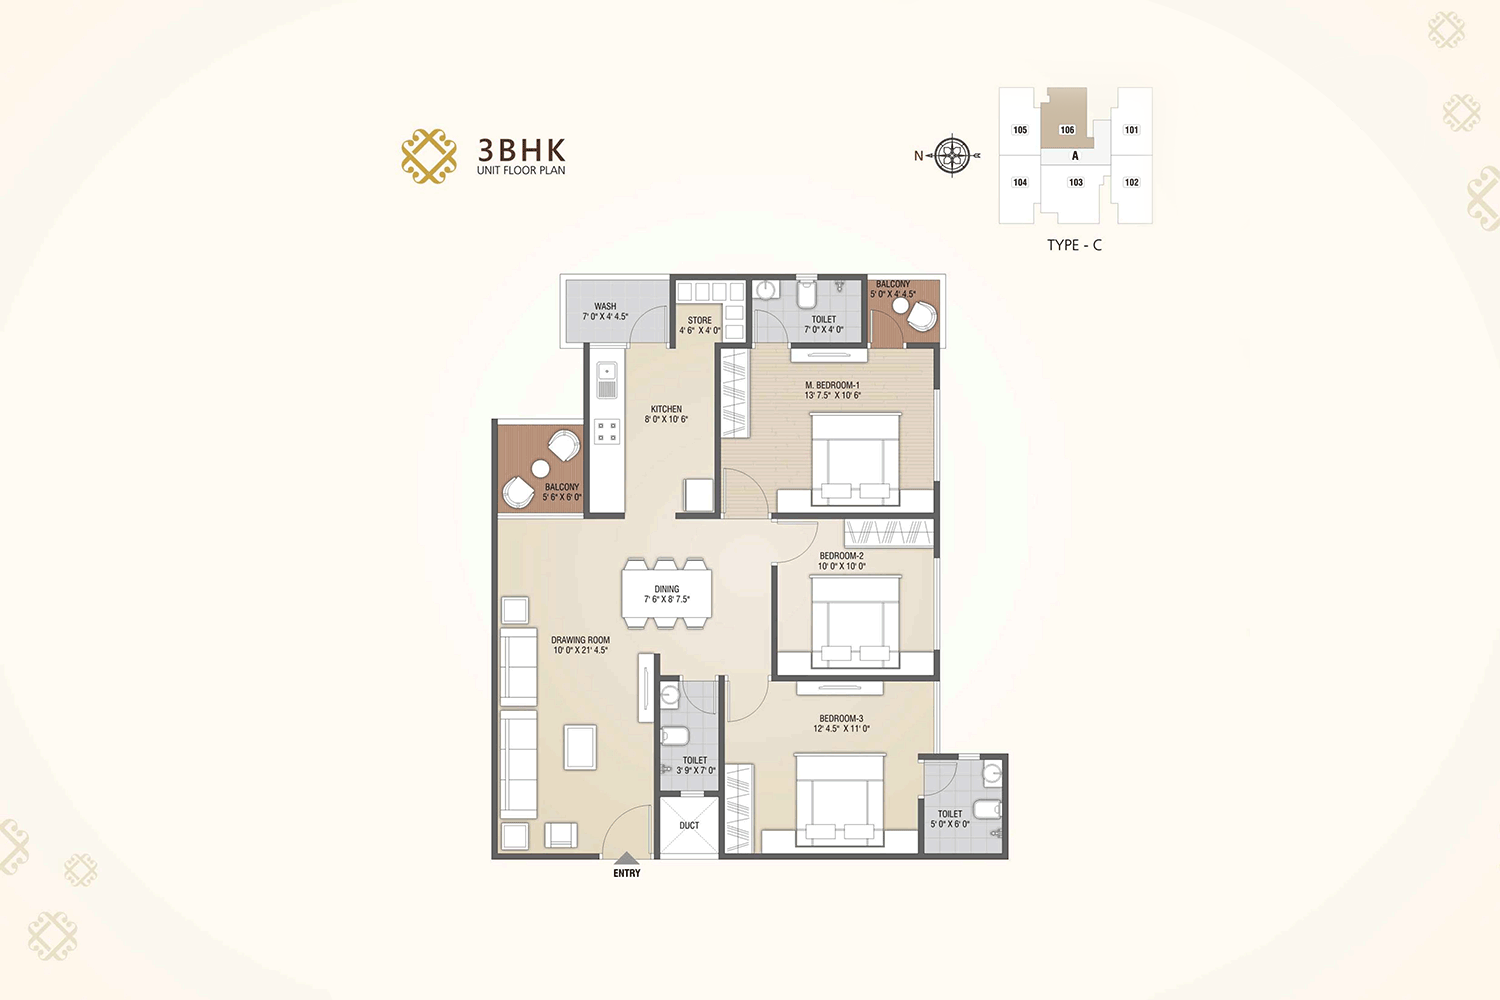 3BHK
UNIT FLOOR PLAN
N
105
106
101
A
104
103
102
TYPE - C
WASH
7' 0" X 4' 4.5"
STORE
4' 6" X 4' 0"
TOILET
7' 0" X 4' 0"
BALCONY
5' 0" X 4' 4.5"
M. BEDROOM-1
13' 7.5" X 10' 6"
KITCHEN
8' 0" X 10' 6"
BALCONY
5' 6" X 6' 0"
BEDROOM-2
10' 0" X 10' 0"
DINING
7' 6" X 8' 7.5"
DRAWING ROOM
10' 0" X 21' 4.5"
BEDROOM-3
12' 4.5" X 11' 0"
TOILET
3' 9" X 7' 0"
TOILET
5' 0" X 6' 0"
DUCT
ENTRY